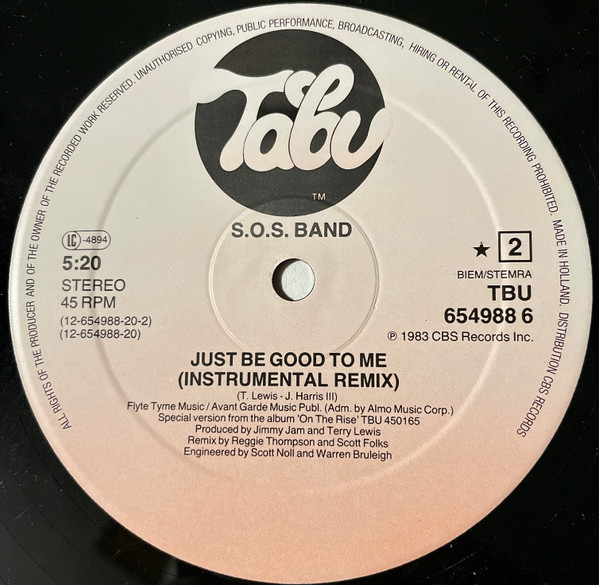 ALL RIGHTS OF THE PRODUCER AND OF THE OWNER OF THE RECORDED WORK RESERVED. UNAUTHORISED COPYING, PUBLIC PERFORMANCE, BROADCASTING, HIRING OR RENTAL OF THIS RECORDING PROHIBITED. MADE IN HOLLAND. DISTRIBUTION CBS RECORDS
Tabu
TM
S.O.S. BAND
LC -4894
5:20
STEREO
45 RPM
(12-654988-20-2)
(12-654988-20)
★ 2
BIEM/STEMRA
TBU
654988 6
℗ 1983 CBS Records Inc.
JUST BE GOOD TO ME
(INSTRUMENTAL REMIX)
(T. Lewis - J. Harris III)
Flyte Tyme Music / Avant Garde Music Publ. (Adm. by Almo Music Corp.)
Special version from the album 'On The Rise' TBU 450165
Produced by Jimmy Jam and Terry Lewis
Remix by Reggie Thompson and Scott Folks
Engineered by Scott Noll and Warren Bruleigh